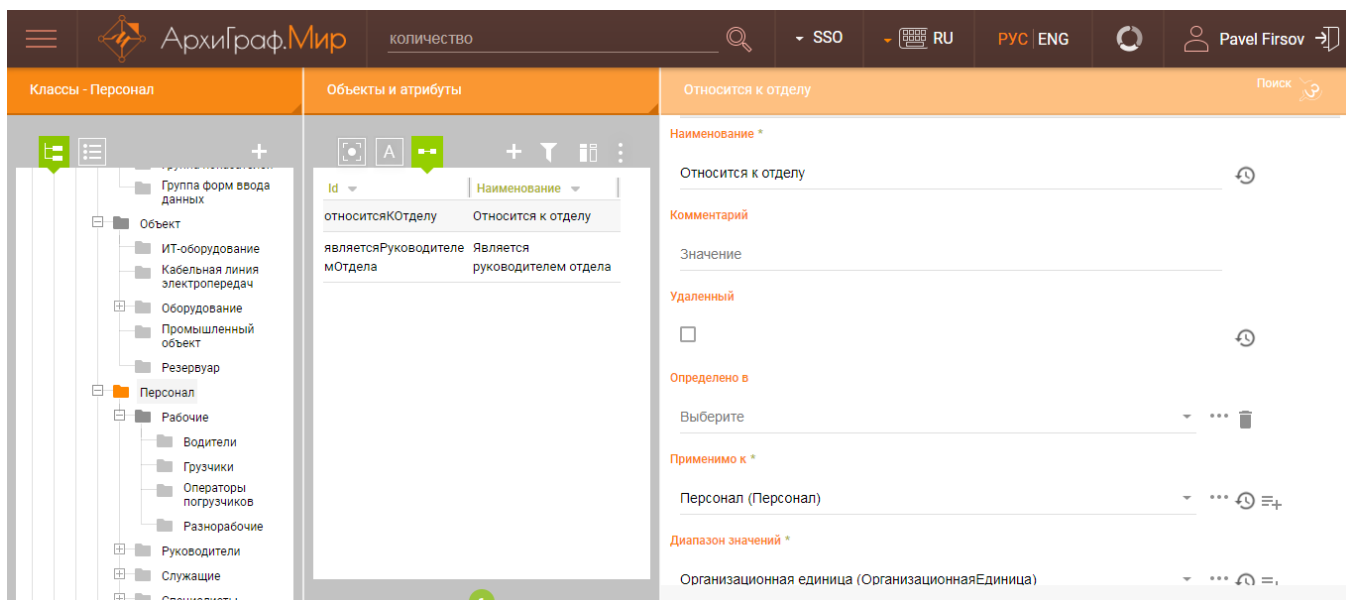 АрхиГраф.Мир
количество
SSO
RU
РУС ENG
Pavel Firsov
Классы - Персонал
Объекты и атрибуты
Относится к отделу
Поиск
A
Группа форм ввода
данных
Объект
ИТ-оборудование
Кабельная линия
электропередач
Оборудование
Промышленный
объект
Резервуар
Персонал
Рабочие
Водители
Грузчики
Операторы
погрузчиков
Разнорабочие
Руководители
Служащие
Id
Наименование
относитсяКОтделу
Относится к отделу
являетсяРуководителе
мОтдела
Является
руководителем отдела
Наименование *
Относится к отделу
Комментарий
Значение
Удаленный
Определено в
Выберите
Применимо к *
Персонал (Персонал)
Диапазон значений *
Организационная единица (ОрганизационнаяЕдиница)